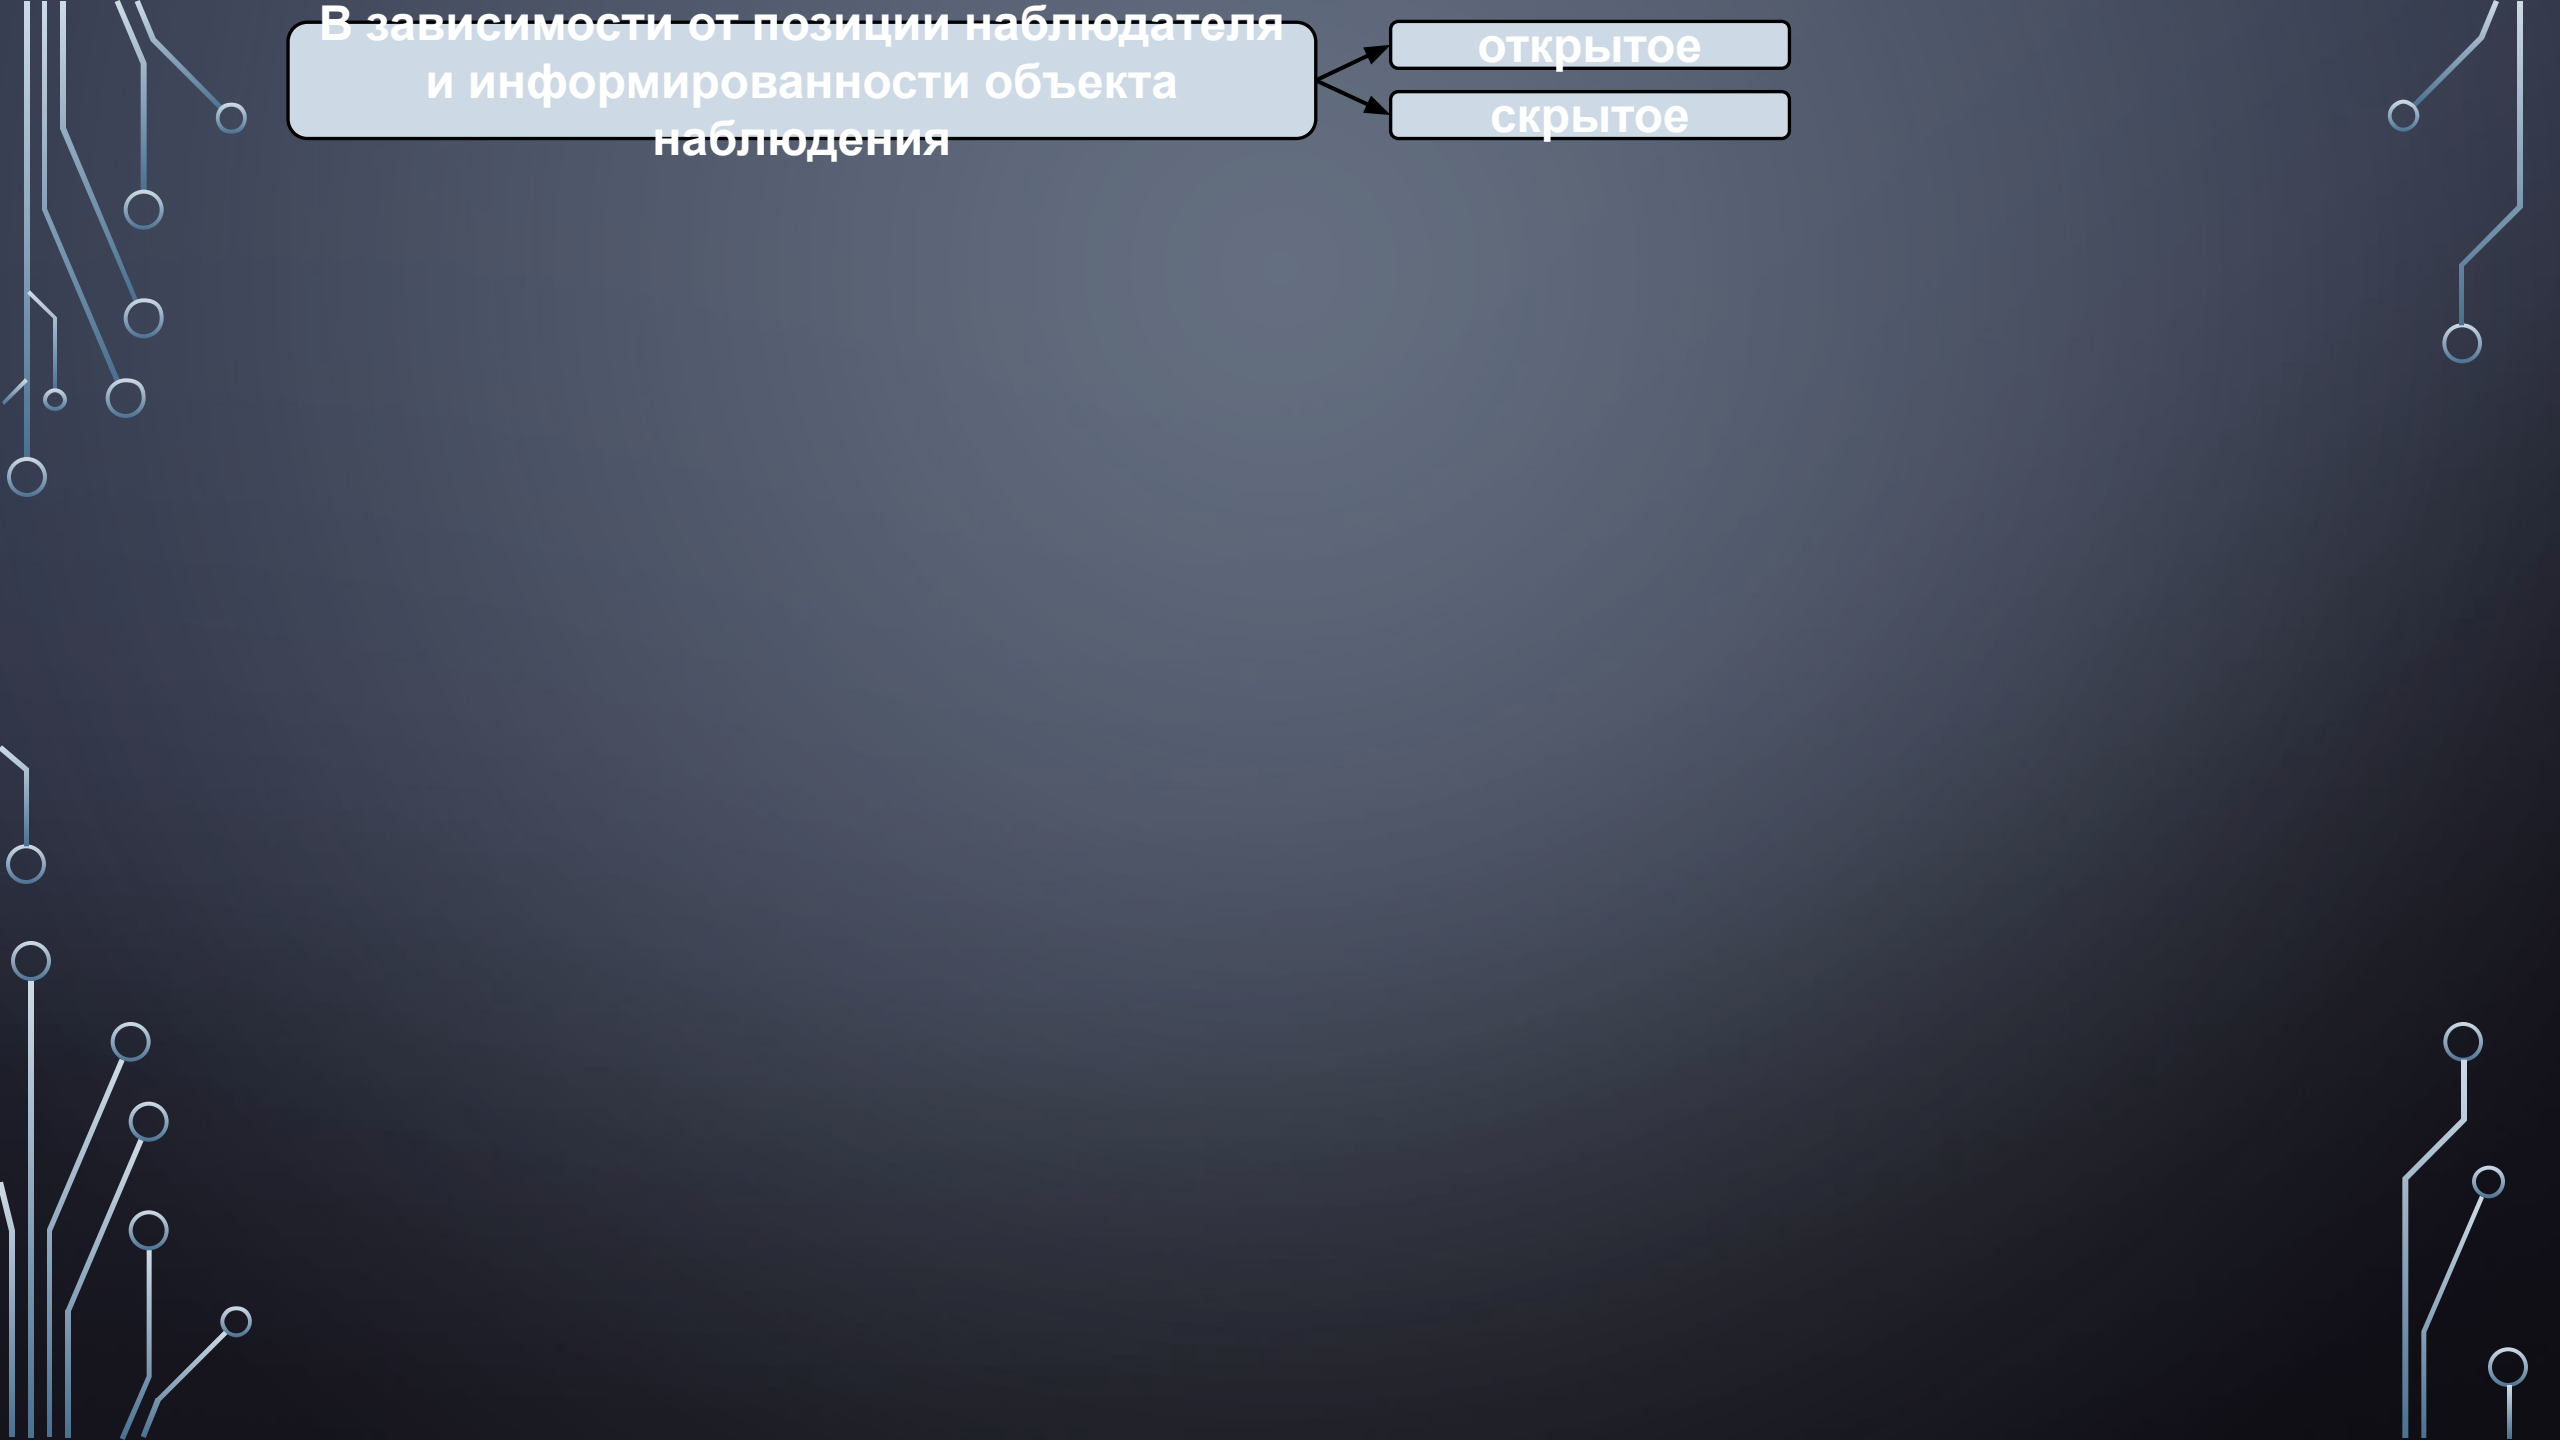 В зависимости от позиции наблюдателя
и информированности объекта
наблюдения
открытое
скрытое